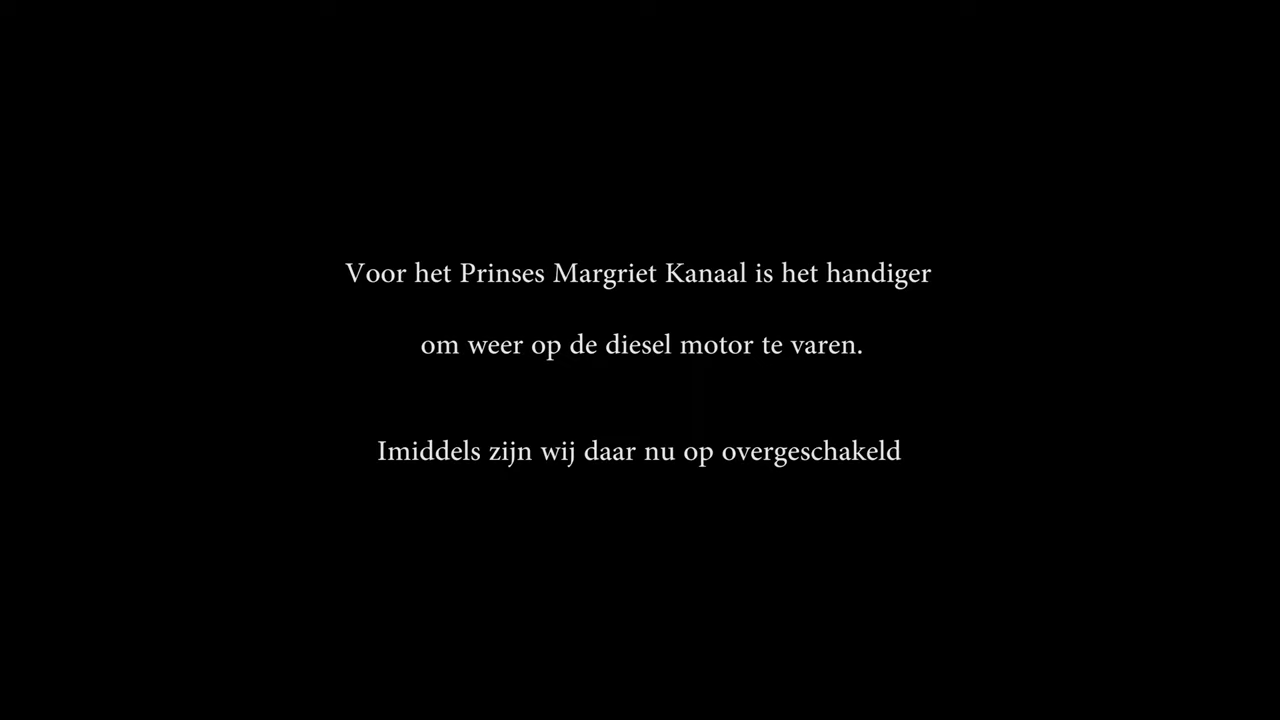 Voor het Prinses Margriet Kanaal is het handiger
om weer op de diesel motor te varen.
Imiddels zijn wij daar nu op overgeschakeld